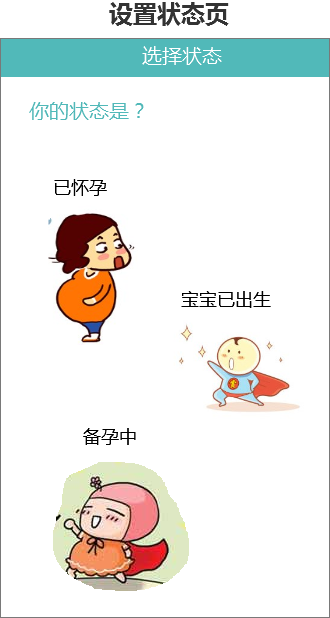 设置状态页
选择状态
你的状态是？
已怀孕
宝宝已出生
备孕中